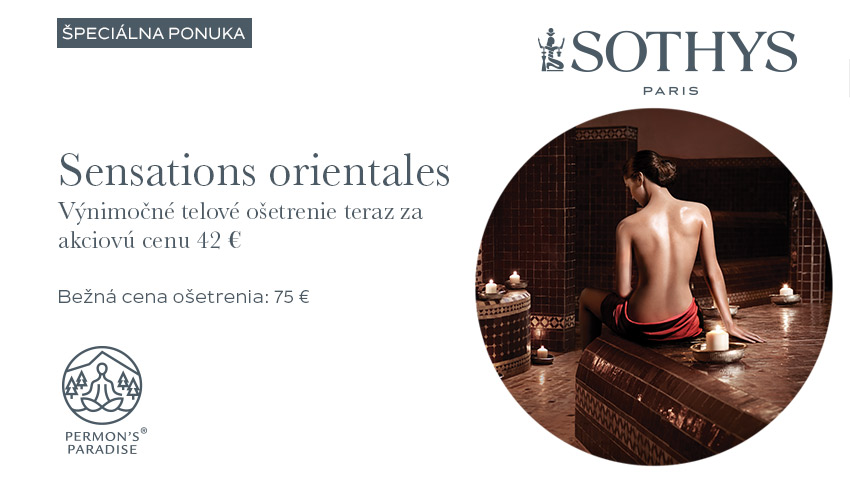 ŠPECIÁLNA PONUKA
SOTHYS
PARIS
Sensations orientales
Výnimočné telové ošetrenie teraz za
akciovú cenu 42 €
Bežná cena ošetrenia: 75 €
PERMON'S®
PARADISE